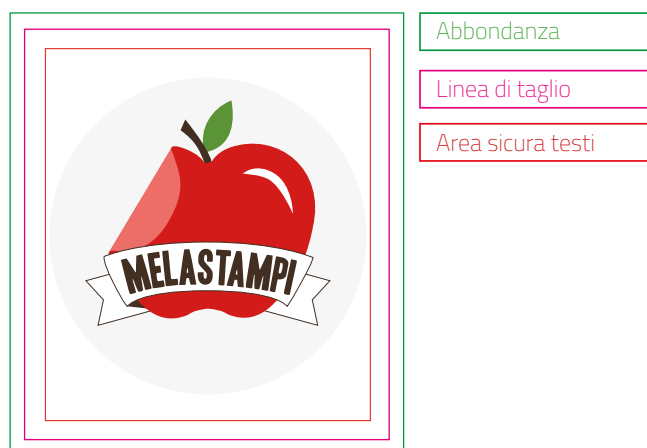 Abbondanza
Linea di taglio
Area sicura testi
MELASTAMPI